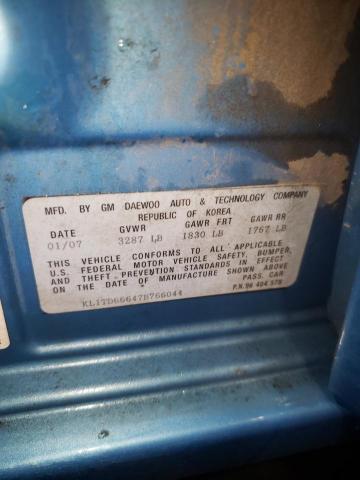 MFD. BY GM DAEWOO AUTO & TECHNOLOGY COMPANY
REPUBLIC OF KOREA
DATE GVWR GAWR FRT GAWR RR
01/07 3287 LB 1830 LB 1767 LB
THIS VEHICLE CONFORMS TO ALL APPLICABLE
U.S. FEDERAL MOTOR VEHICLE SAFETY, BUMPER,
AND THEFT PREVENTION STANDARDS IN EFFECT
ON THE DATE OF MANUFACTURE SHOWN ABOVE
PASS. CAR
KL1TD66647B766044
P.N.96 404 578